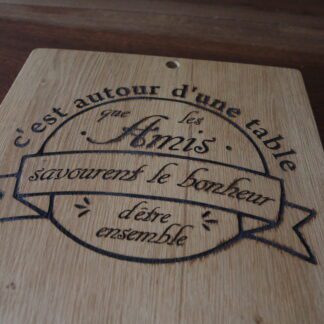 c'est autour d'une table
que les
Amis
savourent le bonheur
d'être
ensemble